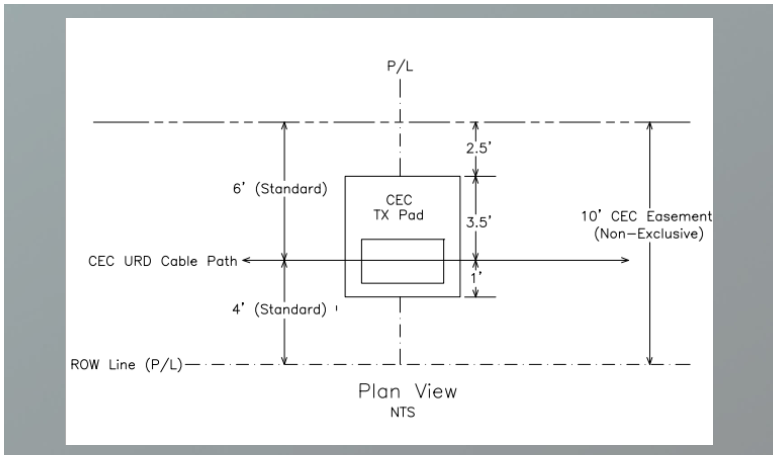 P/L
2.5'
6' (Standard)
CEC
TX Pad
3.5'
10' CEC Easement
(Non-Exclusive)
CEC URD Cable Path
1'
4' (Standard)
ROW Line (P/L)
Plan View
NTS